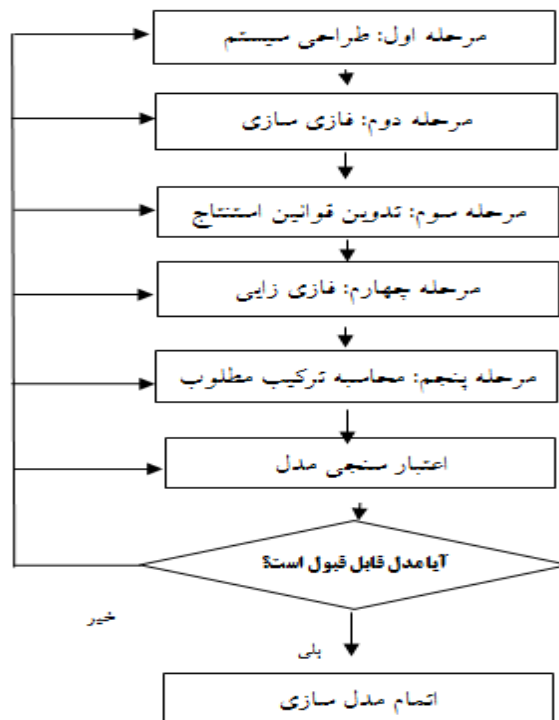 مرحله اول: طراحی سیستم
مرحله دوم: فازی سازی
مرحله سوم: تدوین قوانین استنتاج
مرحله چهارم: فازی زایی
مرحله پنجم: محاسبه ترکیب مطلوب
اعتبار سنجی مدل
آیا مدل قابل قبول است؟
خیر
بلی
اتمام مدل سازی